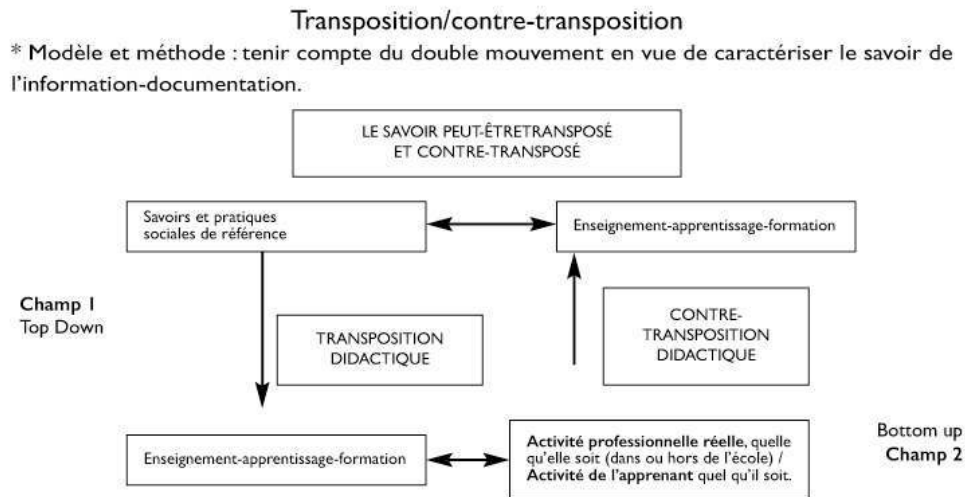 Transposition/contre-transposition
* Modèle et méthode : tenir compte du double mouvement en vue de caractériser le savoir de
l'information-documentation.
LE SAVOIR PEUT-ÊTRETRANSPOSÉ
ET CONTRE-TRANSPOSÉ
Savoirs et pratiques
sociales de référence
Enseignement-apprentissage-formation
Champ 1
Top Down
TRANSPOSITION
DIDACTIQUE
CONTRE-
TRANSPOSITION
DIDACTIQUE
Enseignement-apprentissage-formation
Activité professionnelle réelle, quelle
qu'elle soit (dans ou hors de l'école) /
Activité de l'apprenant quel qu'il soit.
Bottom up
Champ 2